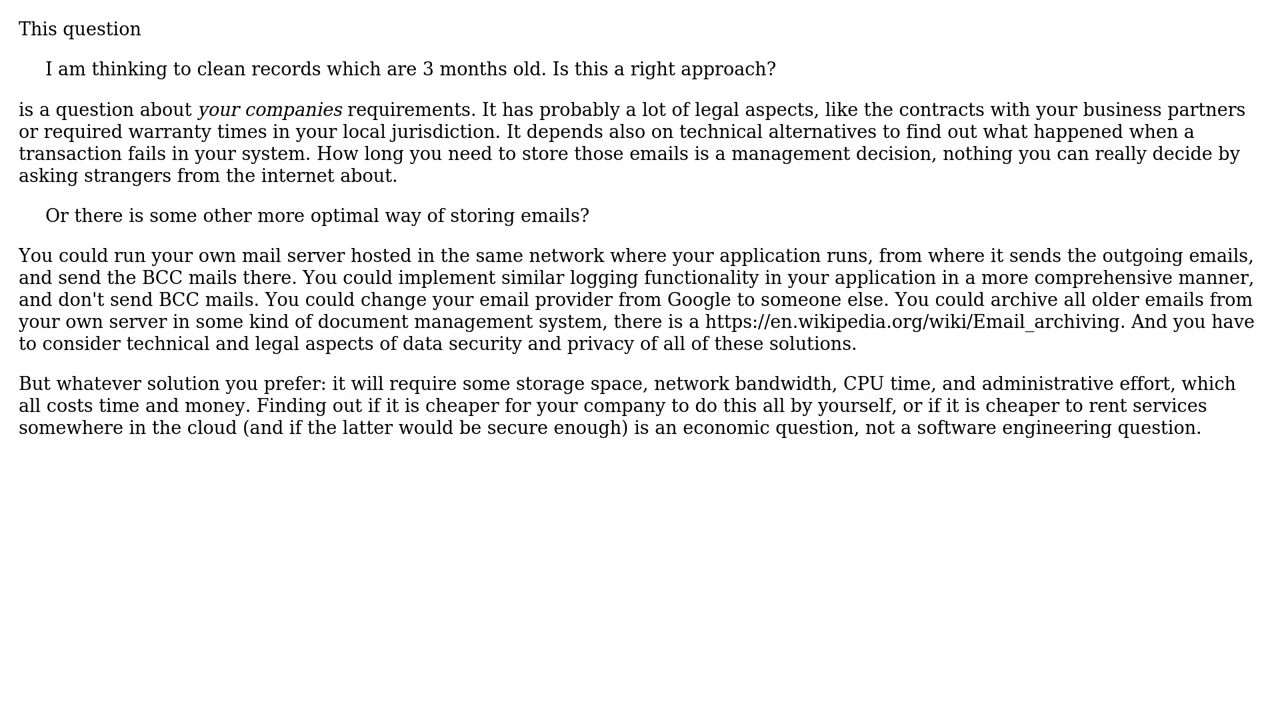 This question
I am thinking to clean records which are 3 months old. Is this a right approach?
is a question about your companies requirements. It has probably a lot of legal aspects, like the contracts with your business partners
or required warranty times in your local jurisdiction. It depends also on technical alternatives to find out what happened when a
transaction fails in your system. How long you need to store those emails is a management decision, nothing you can really decide by
asking strangers from the internet about.
Or there is some other more optimal way of storing emails?
You could run your own mail server hosted in the same network where your application runs, from where it sends the outgoing emails,
and send the BCC mails there. You could implement similar logging functionality in your application in a more comprehensive manner,
and don't send BCC mails. You could change your email provider from Google to someone else. You could archive all older emails from
your own server in some kind of document management system, there is a https://en.wikipedia.org/wiki/Email_archiving. And you have
to consider technical and legal aspects of data security and privacy of all of these solutions.
But whatever solution you prefer: it will require some storage space, network bandwidth, CPU time, and administrative effort, which
all costs time and money. Finding out if it is cheaper for your company to do this all by yourself, or if it is cheaper to rent services
somewhere in the cloud (and if the latter would be secure enough) is an economic question, not a software engineering question.